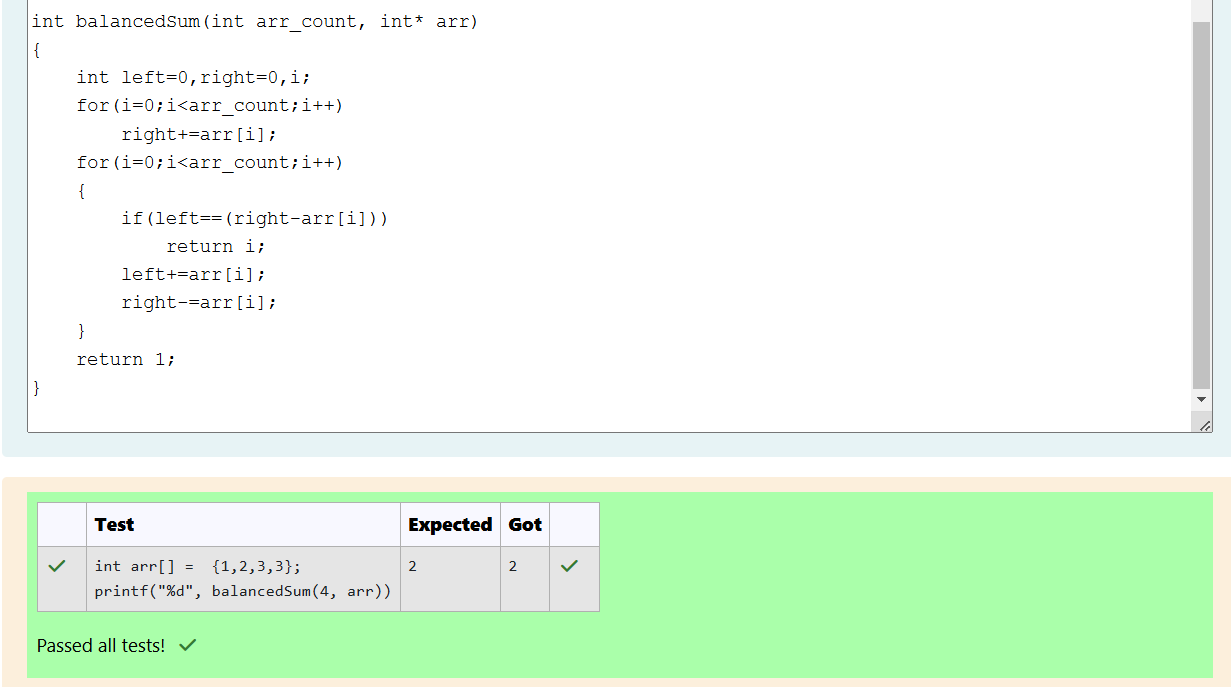 int balancedSum(int arr_count, int* arr)
{
    int left=0,right=0,i;
    for(i=0;i<arr_count;i++)
        right+=arr[i];
    for(i=0;i<arr_count;i++)
    {
        if(left==(right-arr[i]))
            return i;
        left+=arr[i];
        right-=arr[i];
    }
    return 1;
}
Test Expected Got
int arr[] =  {1,2,3,3}; 2 2
printf("%d", balancedSum(4, arr))
Passed all tests!